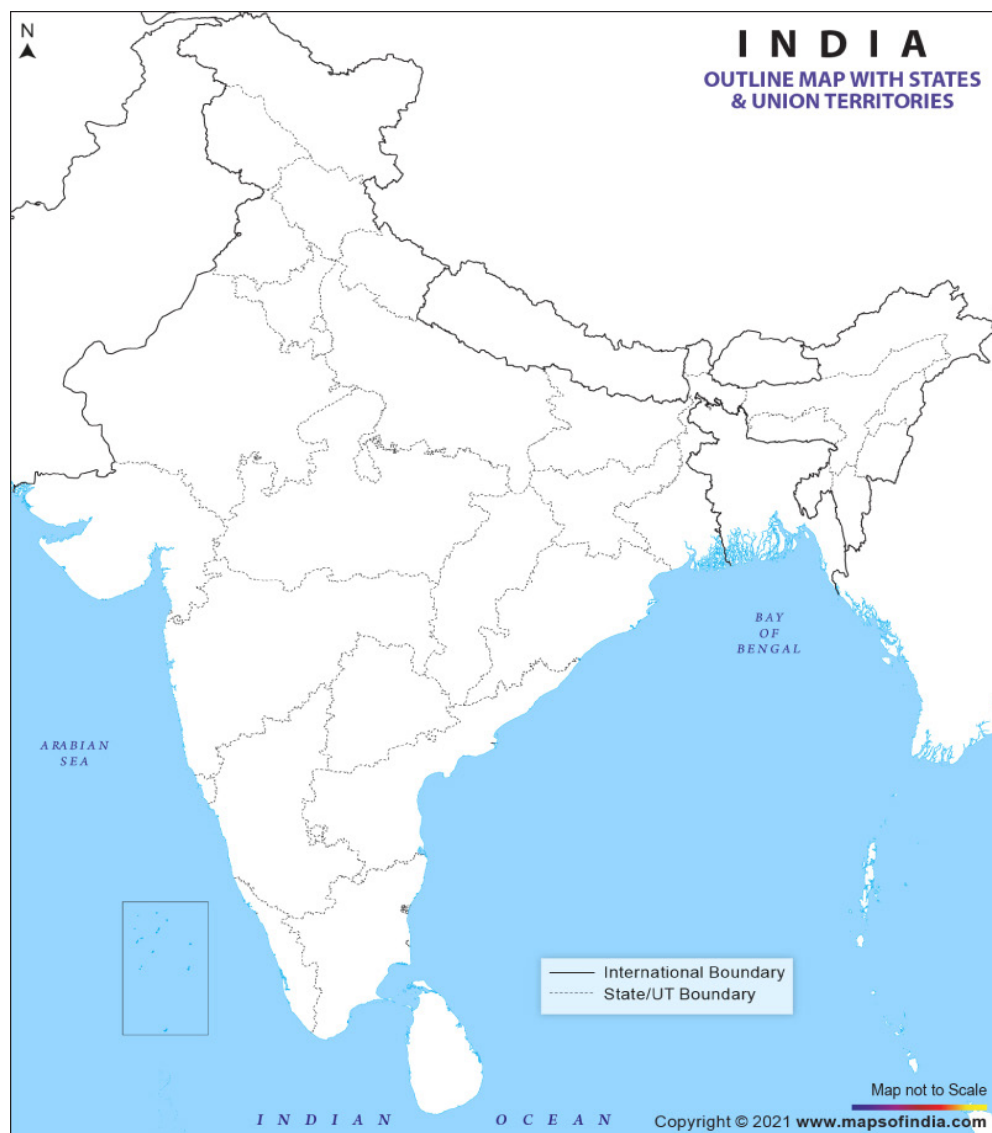 N
INDIA
OUTLINE MAP WITH STATES
& UNION TERRITORIES
BAY
OF
BENGAL
ARABIAN
SEA
International Boundary
State/UT Boundary
Map not to Scale
INDIAN OCEAN
Copyright © 2021 www.mapsofindia.com